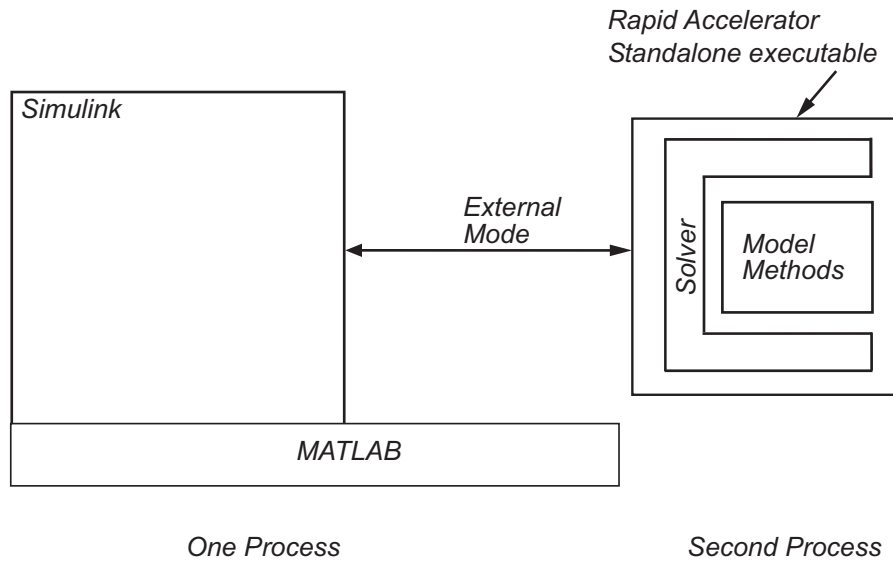 Rapid Accelerator
Standalone executable
Simulink
External
Mode
Solver
Model
Methods
MATLAB
One Process
Second Process